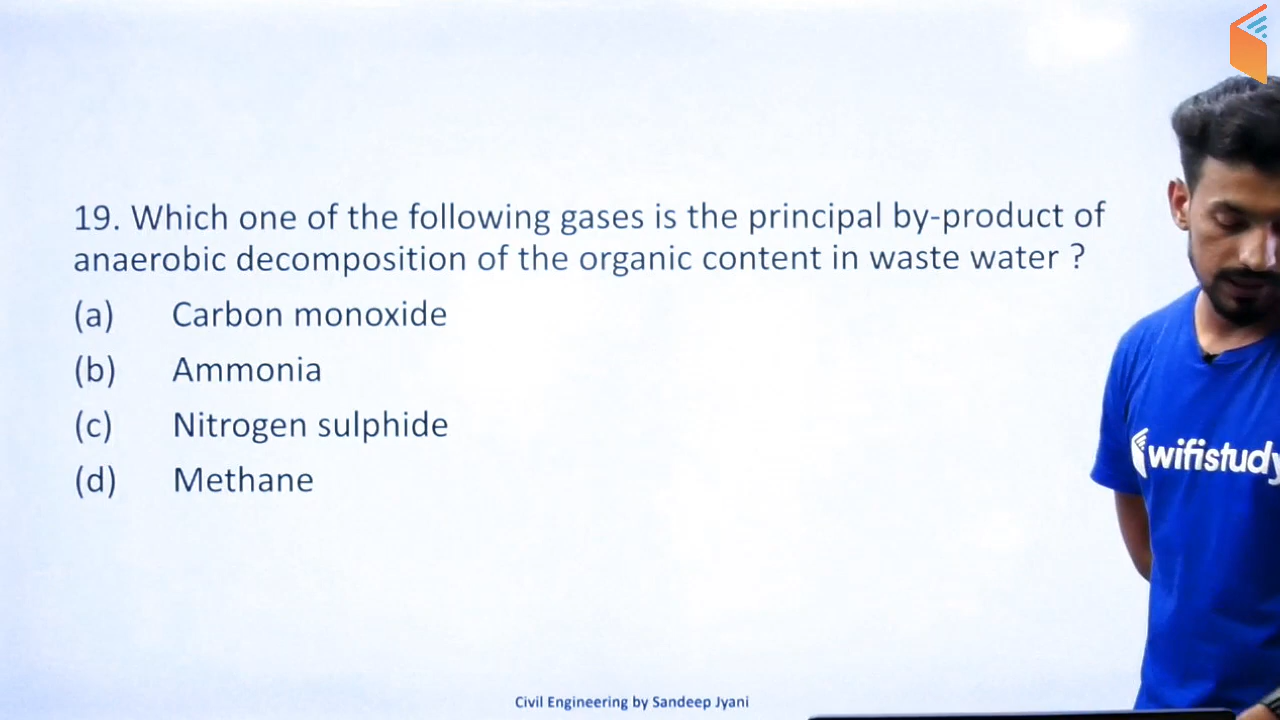 19. Which one of the following gases is the principal by-product of
anaerobic decomposition of the organic content in waste water ?
(a) Carbon monoxide
(b) Ammonia
(c) Nitrogen sulphide
(d) Methane
wifistudy
Civil Engineering by Sandeep Jyani